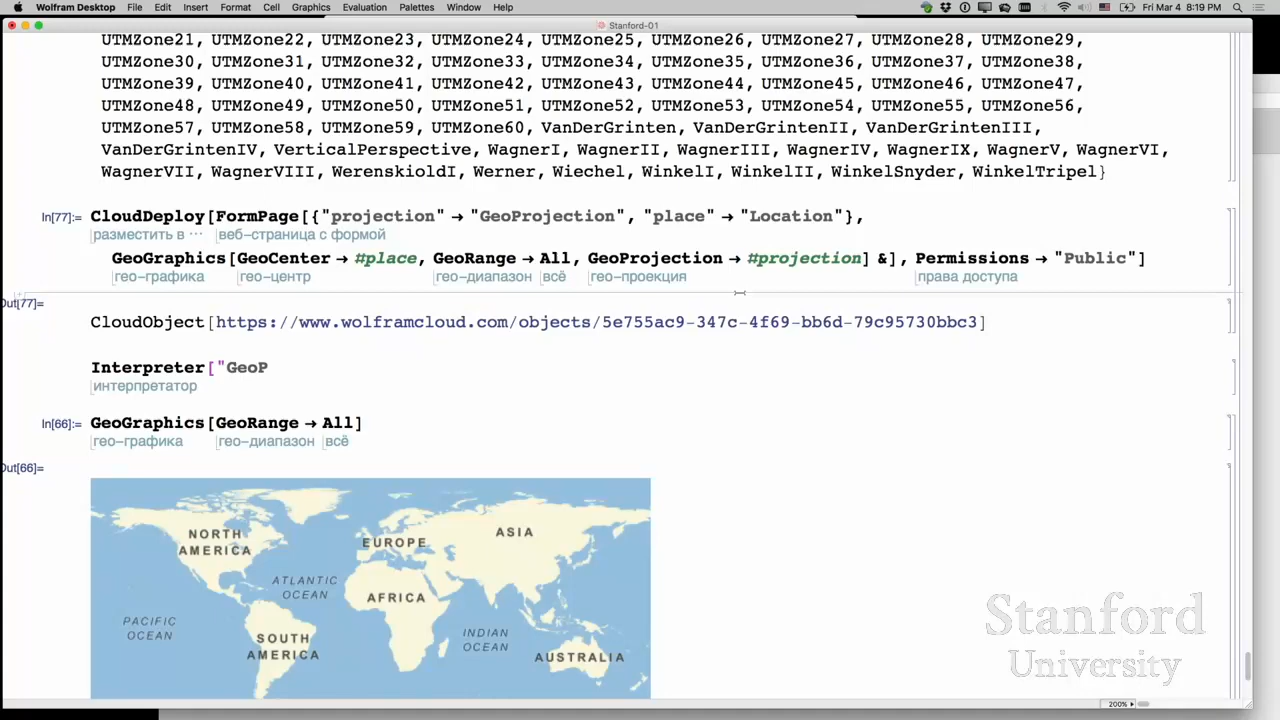 Wolfram Desktop File Edit Insert Format Cell Graphics Evaluation Palettes Window Help Fri Mar 4 8:19 PM
Stanford-01
UTMZone21, UTMZone22, UTMZone23, UTMZone24, UTMZone25, UTMZone26, UTMZone27, UTMZone28, UTMZone29,
UTMZone30, UTMZone31, UTMZone32, UTMZone33, UTMZone34, UTMZone35, UTMZone36, UTMZone37, UTMZone38,
UTMZone39, UTMZone40, UTMZone41, UTMZone42, UTMZone43, UTMZone44, UTMZone45, UTMZone46, UTMZone47,
UTMZone48, UTMZone49, UTMZone50, UTMZone51, UTMZone52, UTMZone53, UTMZone54, UTMZone55, UTMZone56,
UTMZone57, UTMZone58, UTMZone59, UTMZone60, VanDerGrinten, VanDerGrintenII, VanDerGrintenIII,
VanDerGrintenIV, VerticalPerspective, WagnerI, WagnerII, WagnerIII, WagnerIV, WagnerIX, WagnerV, WagnerVI,
WagnerVII, WagnerVIII, WerenskioldI, Werner, Wiechel, WinkelI, WinkelII, WinkelSnyder, WinkelTripel}
In[77]:= CloudDeploy[FormPage[{"projection" → "GeoProjection", "place" → "Location"},
разместить в ⋯ веб-страница с формой
GeoGraphics[GeoCenter → #place, GeoRange → All, GeoProjection → #projection] &], Permissions → "Public"]
гео-графика гео-центр гео-диапазон всё гео-проекция права доступа
Out[77]=
CloudObject[https://www.wolframcloud.com/objects/5e755ac9-347c-4f69-bb6d-79c95730bbc3]
Interpreter["GeoP
интерпретатор
In[66]:= GeoGraphics[GeoRange → All]
гео-графика гео-диапазон всё
Out[66]=
NORTH
AMERICA
EUROPE
ASIA
ATLANTIC
OCEAN
AFRICA
PACIFIC
OCEAN
SOUTH
AMERICA
INDIAN
OCEAN
AUSTRALIA
Stanford
University
200%